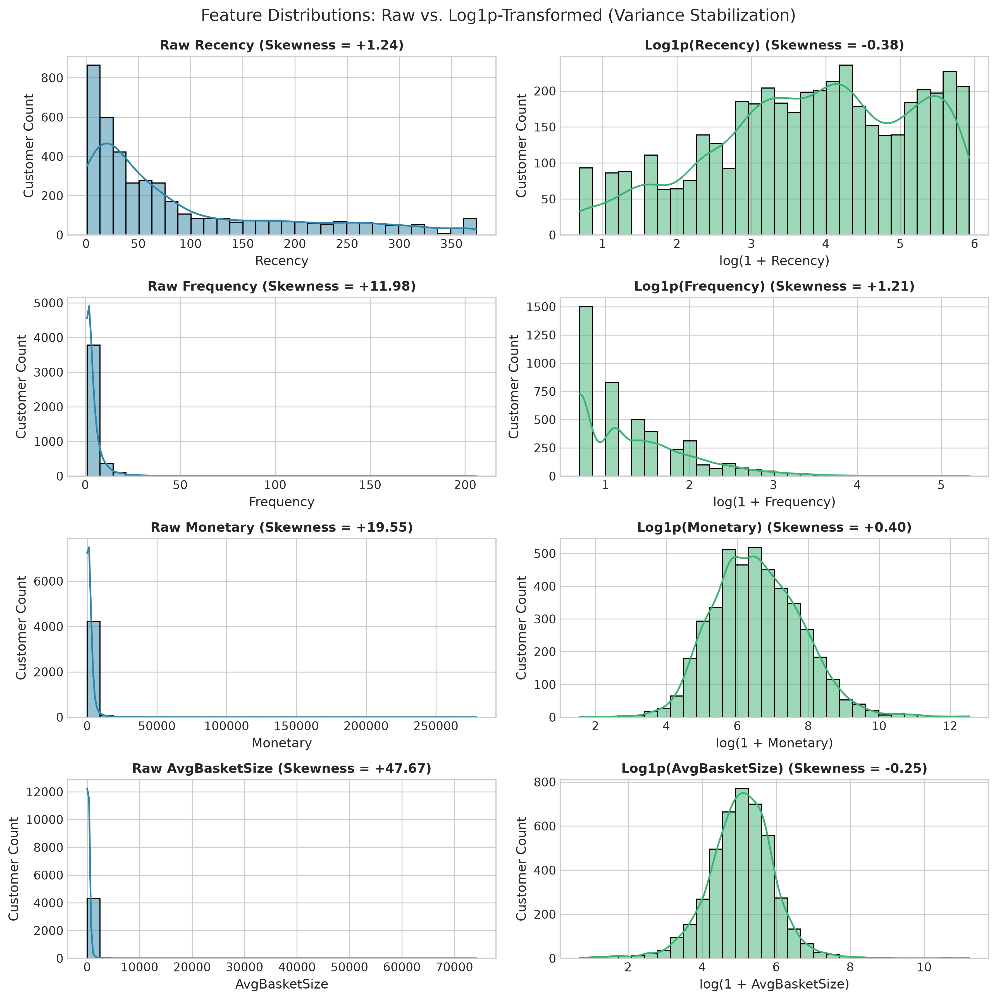 Feature Distributions: Raw vs. Log1p-Transformed (Variance Stabilization)
Raw Recency (Skewness = +1.24)
Customer Count
0
200
400
600
800
0 50 100 150 200 250 300 350
Recency
Log1p(Recency) (Skewness = -0.38)
Customer Count
0
50
100
150
200
1 2 3 4 5 6
log(1 + Recency)
Raw Frequency (Skewness = +11.98)
Customer Count
0
1000
2000
3000
4000
5000
0 50 100 150 200
Frequency
Log1p(Frequency) (Skewness = +1.21)
Customer Count
0
250
500
750
1000
1250
1500
1 2 3 4 5
log(1 + Frequency)
Raw Monetary (Skewness = +19.55)
Customer Count
0
2000
4000
6000
0 50000 100000 150000 200000 250000
Monetary
Log1p(Monetary) (Skewness = +0.40)
Customer Count
0
100
200
300
400
500
2 4 6 8 10 12
log(1 + Monetary)
Raw AvgBasketSize (Skewness = +47.67)
Customer Count
0
2000
4000
6000
8000
10000
12000
0 10000 20000 30000 40000 50000 60000 70000
AvgBasketSize
Log1p(AvgBasketSize) (Skewness = -0.25)
Customer Count
0
200
400
600
800
2 4 6 8 10
log(1 + AvgBasketSize)